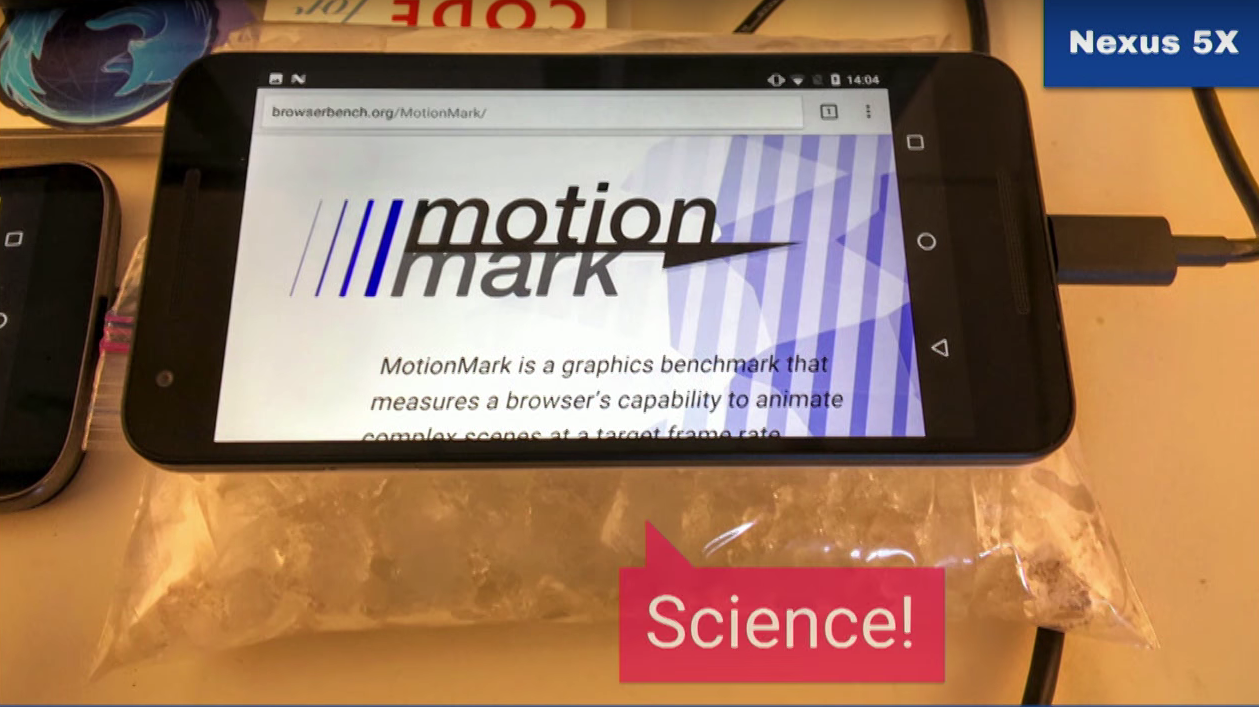 CODE for
Nexus 5X
14:04
browserbench.org/MotionMark/
1
motion
mark
MotionMark is a graphics benchmark that
measures a browser's capability to animate
complex scenes at a target frame rate
Science!